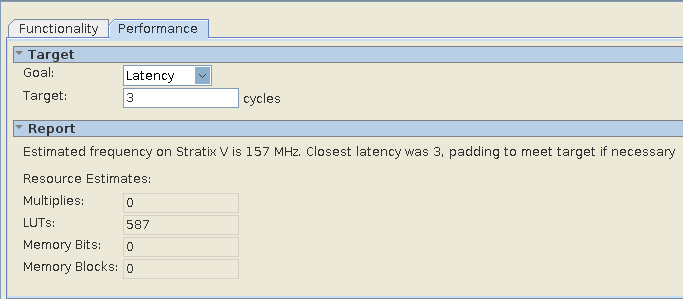 Functionality Performance
Target
Goal: Latency
Target: 3 cycles
Report
Estimated frequency on Stratix V is 157 MHz. Closest latency was 3, padding to meet target if necessary
Resource Estimates:
Multiplies: 0
LUTs: 587
Memory Bits: 0
Memory Blocks: 0